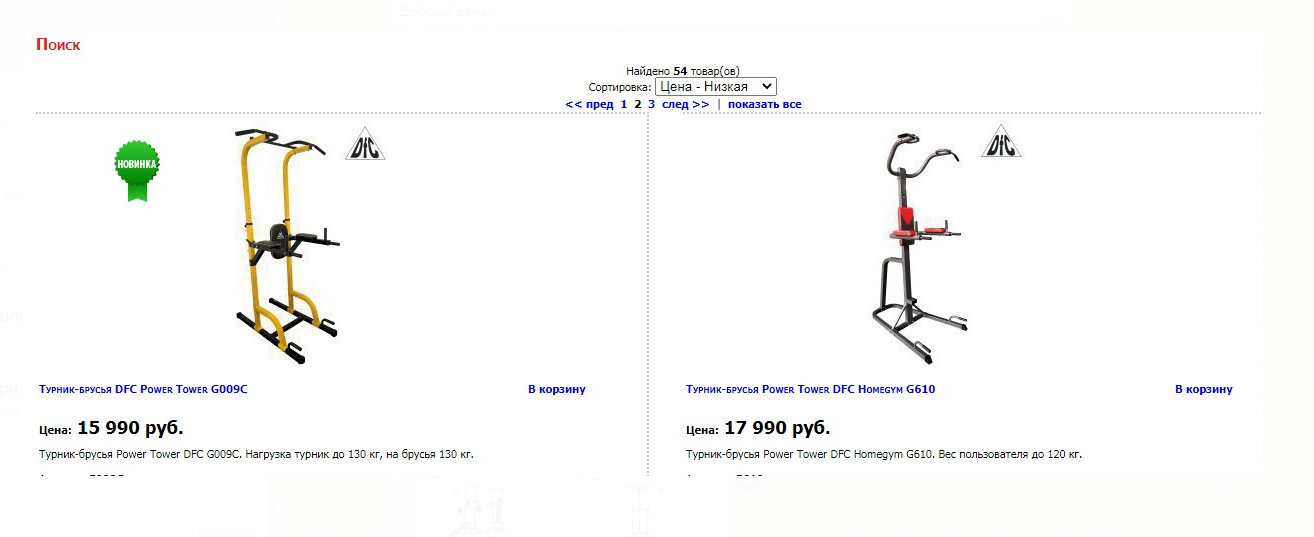 Добрый день
Поиск
Найдено 54 товар(ов)
Сортировка: Цена - Низкая
<< пред 1 2 3 след >> | показать все
НОВИНКА
DFC
DFC
Турник-брусья DFC Power Tower G009C
В корзину
Турник-брусья Power Tower DFC Homegym G610
В корзину
Цена: 15 990 руб.
Цена: 17 990 руб.
Турник-брусья Power Tower DFC G009C. Нагрузка турник до 130 кг, на брусья 130 кг.
Турник-брусья Power Tower DFC Homegym G610. Вес пользователя до 120 кг.